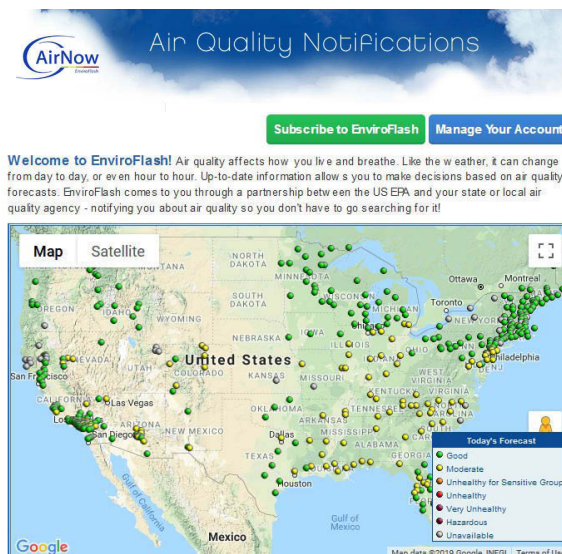 AirNow
EnviroFlash
Air Quality Notifications
Subscribe to EnviroFlash
Manage Your Account
Welcome to EnviroFlash! Air quality affects how you live and breathe. Like the weather, it can change
from day to day, or even hour to hour. Up-to-date information allows you to make decisions based on air quality
forecasts. EnviroFlash comes to you through a partnership between the US EPA and your state or local air
quality agency - notifying you about air quality so you don't have to go searching for it!
Map
Satellite
NORTH
DAKOTA
MINNESOTA
Ottawa
Montreal
SOUTH
DAKOTA
WISCONSIN
MICHIGAN
Toronto
OREGON
IDAHO
WYOMING
NEW YORK
NEBRASKA
IOWA
Chicago
ILLINOIS
OHIO
Philadelphia
NEVADA
UTAH
COLORADO
United States
KANSAS
MISSOURI
WEST
VIRGINIA
VIRGINIA
DE NJ
San Francisco
CALIFORNIA
Las Vegas
KENTUCKY
TENNESSEE
OKLAHOMA
ARKANSAS
San Diego
ARIZONA
NEW MEXICO
Dallas
MISSISSIPPI
ALABAMA
GEORGIA
TEXAS
Houston
Gulf of
California
Gulf of
Mexico
Mexico
Today's Forecast
Good
Moderate
Unhealthy for Sensitive Group
Unhealthy
Very Unhealthy
Hazardous
Unavailable
Google
Map data ©2019 Google, INEGI
Terms of Use